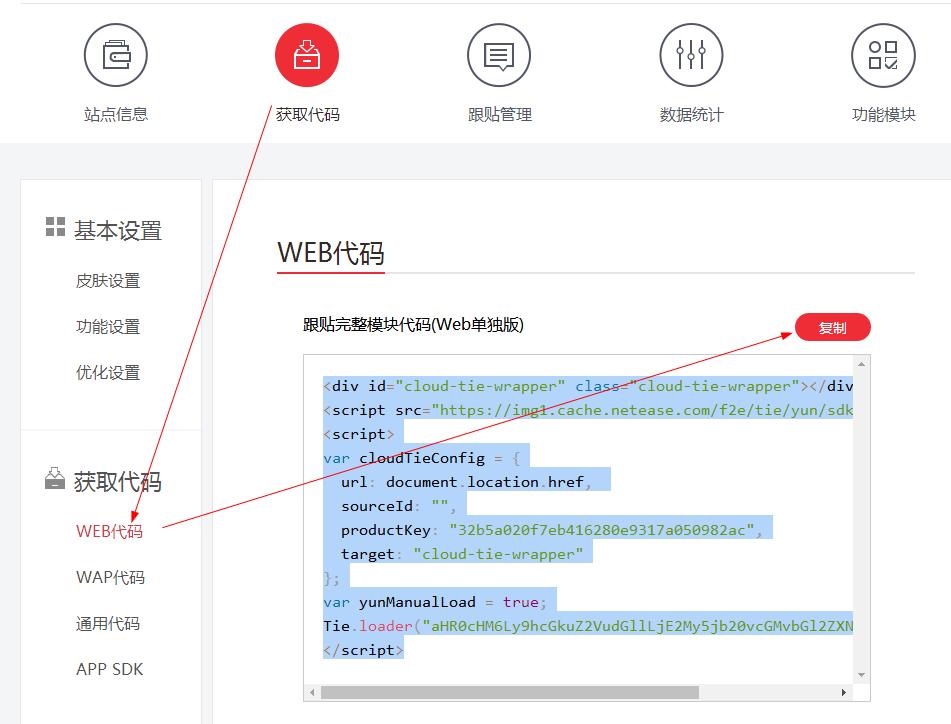 站点信息 获取代码 跟贴管理 数据统计 功能模块
基本设置
皮肤设置
功能设置
优化设置
获取代码
WEB代码
WAP代码
通用代码
APP SDK
WEB代码
跟贴完整模块代码(Web单独版)
复制
<div id="cloud-tie-wrapper" class="cloud-tie-wrapper"></div
<script src="https://img1.cache.netease.com/f2e/tie/yun/sdk
<script>
var cloudTieConfig = {
url: document.location.href,
sourceId: "",
productKey: "32b5a020f7eb416280e9317a050982ac",
target: "cloud-tie-wrapper"
};
var yunManualLoad = true;
Tie.loader("aHR0cHM6Ly9hcGkuZ2VudGllLjE2My5jb20vcGMvbGl2ZXN
</script>